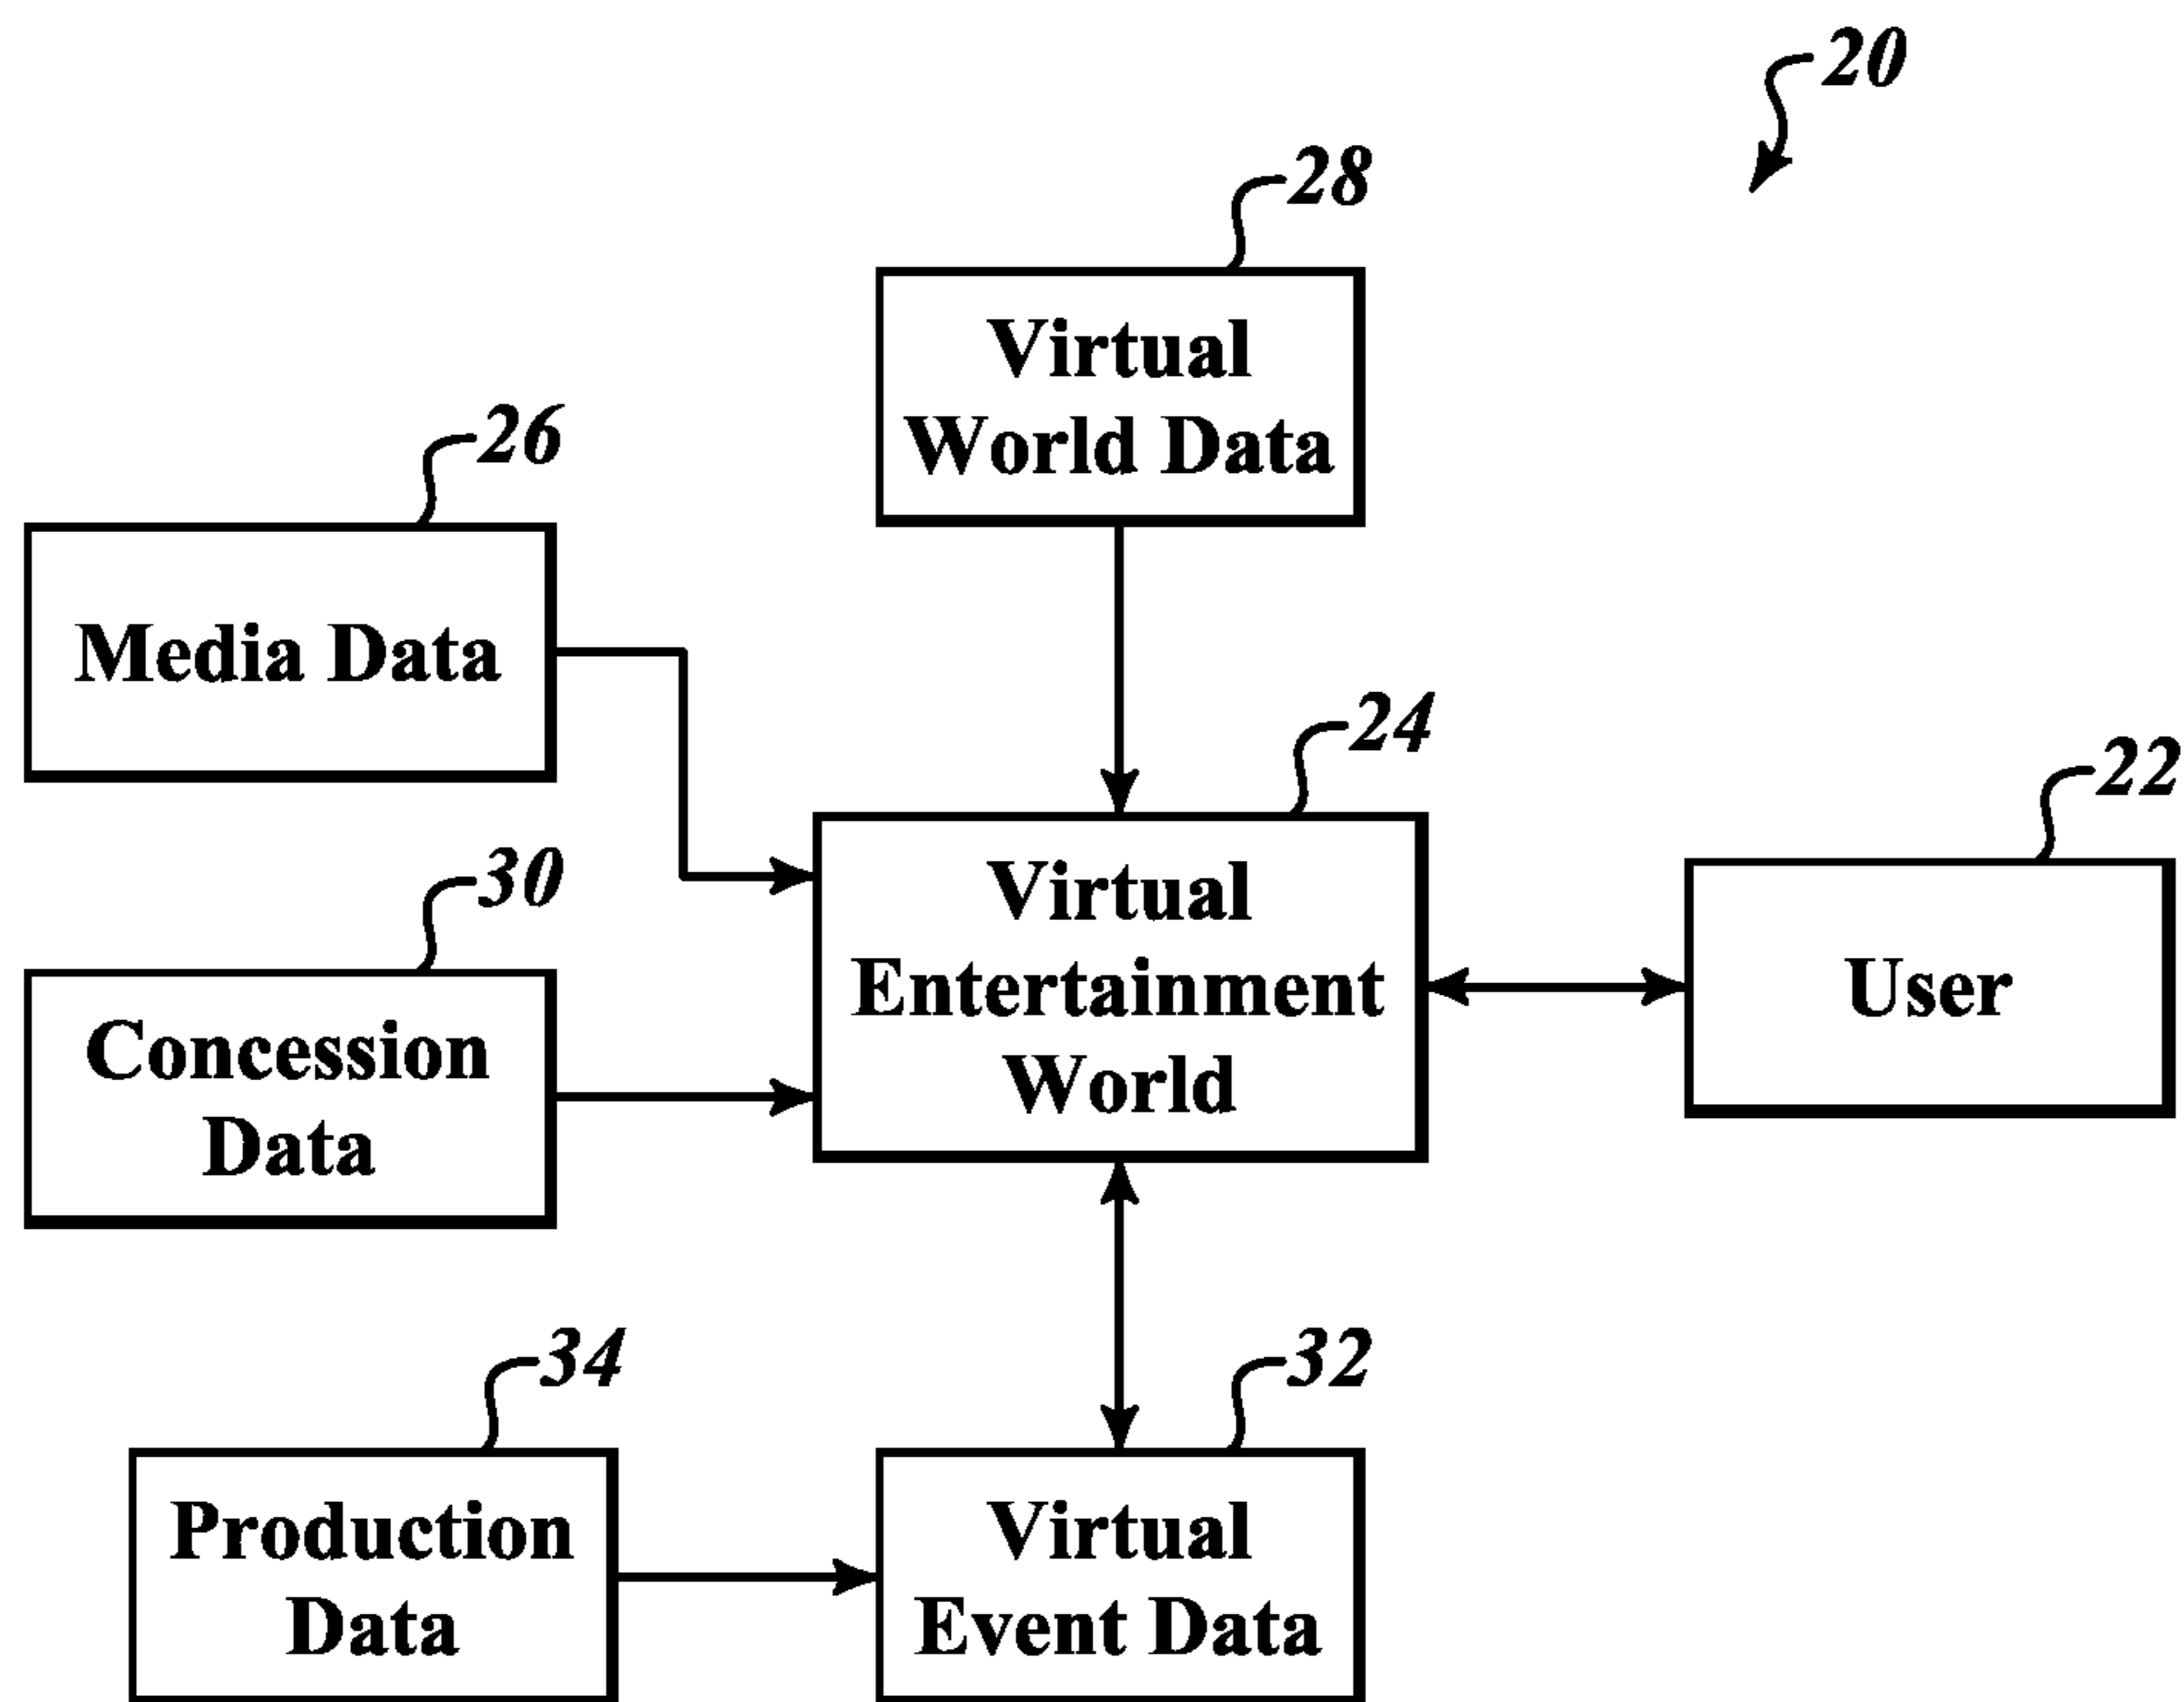 20
28
Virtual
World Data
26
Media Data
24
Virtual
Entertainment
World
22
User
30
Concession
Data
34
Production
Data
32
Virtual
Event Data